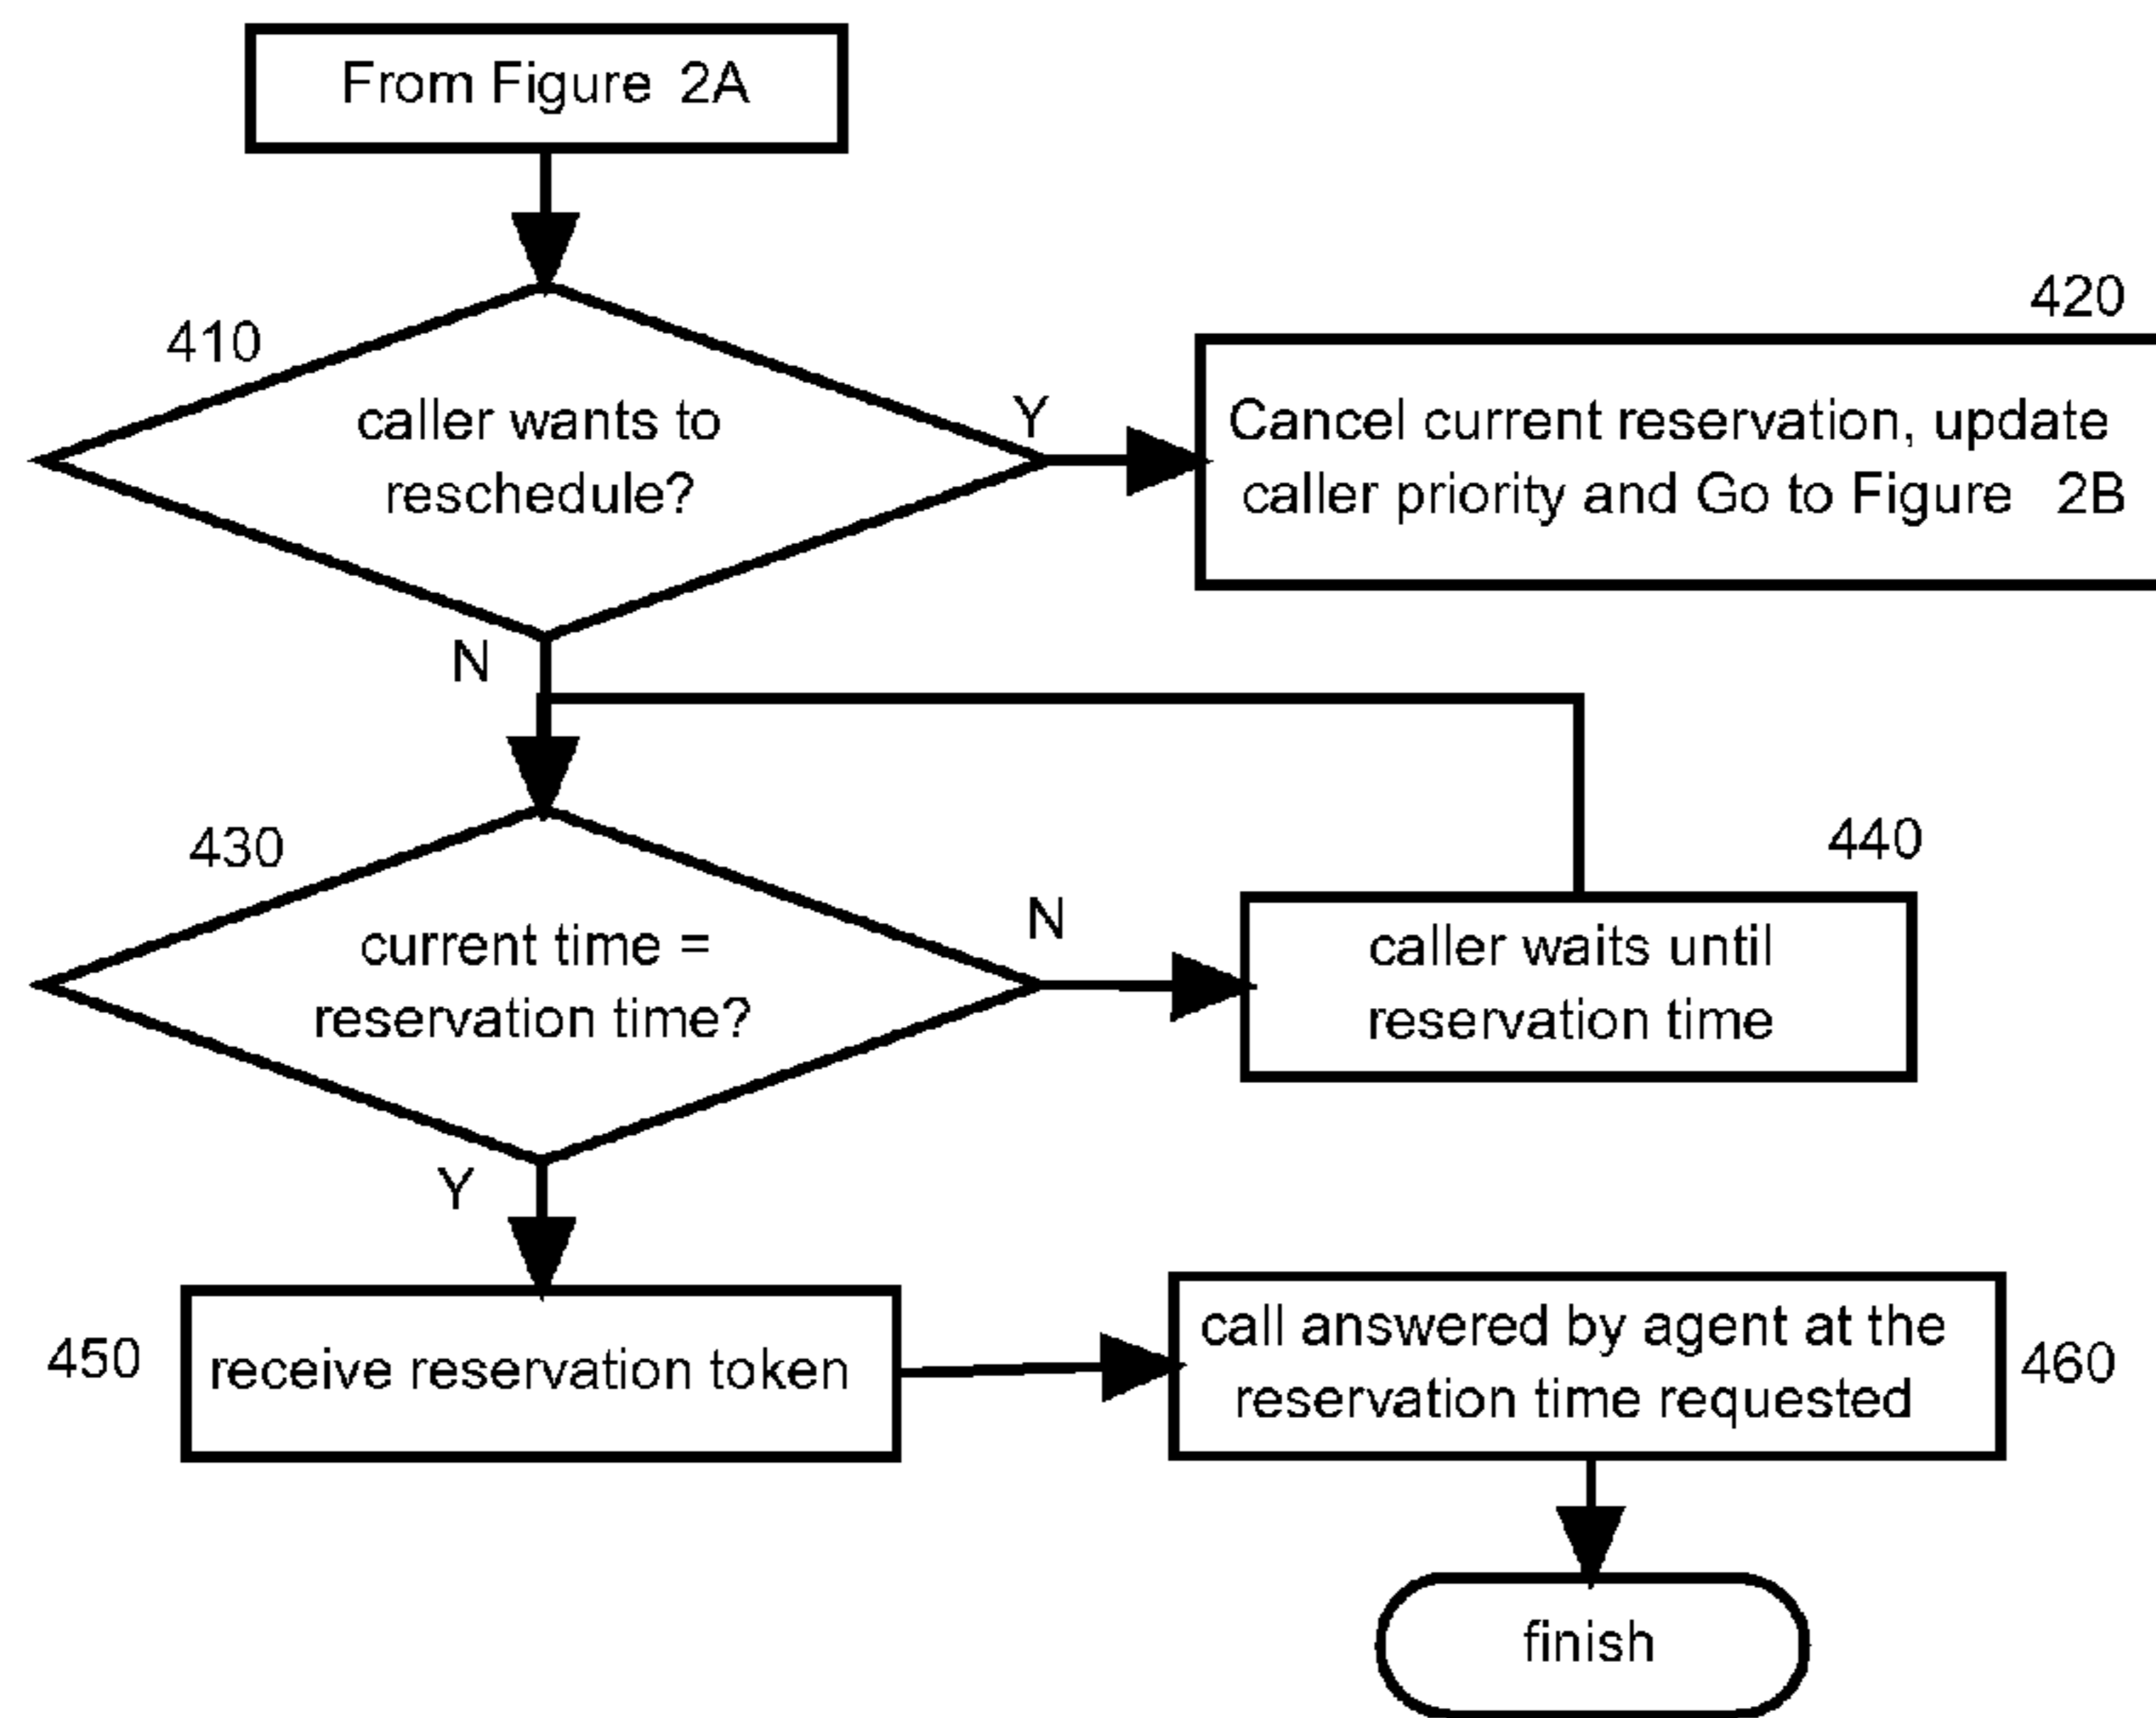 From Figure 2A
410
caller wants to
reschedule?
Y
420
Cancel current reservation, update
caller priority and Go to Figure 2B
N
430
current time =
reservation time?
N
440
caller waits until
reservation time
Y
450
receive reservation token
call answered by agent at the
reservation time requested
460
finish